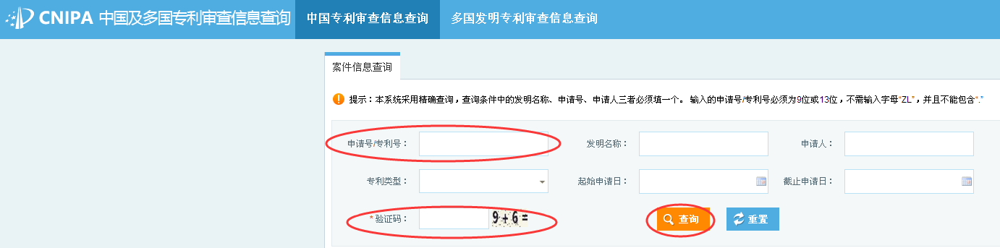 CNIPA 中国及多国专利审查信息查询 中国专利审查信息查询 多国发明专利审查信息查询
案件信息查询
提示：本系统采用精确查询，查询条件中的发明名称、申请号、申请人三者必须填一个。 输入的申请号/专利号必须为9位或13位，不需输入字母“ZL”，并且不能包含“.”
申请号/专利号： 发明名称： 申请人：
专利类型： 起始申请日： 截止申请日：
*验证码： 9+6= 查询 重置